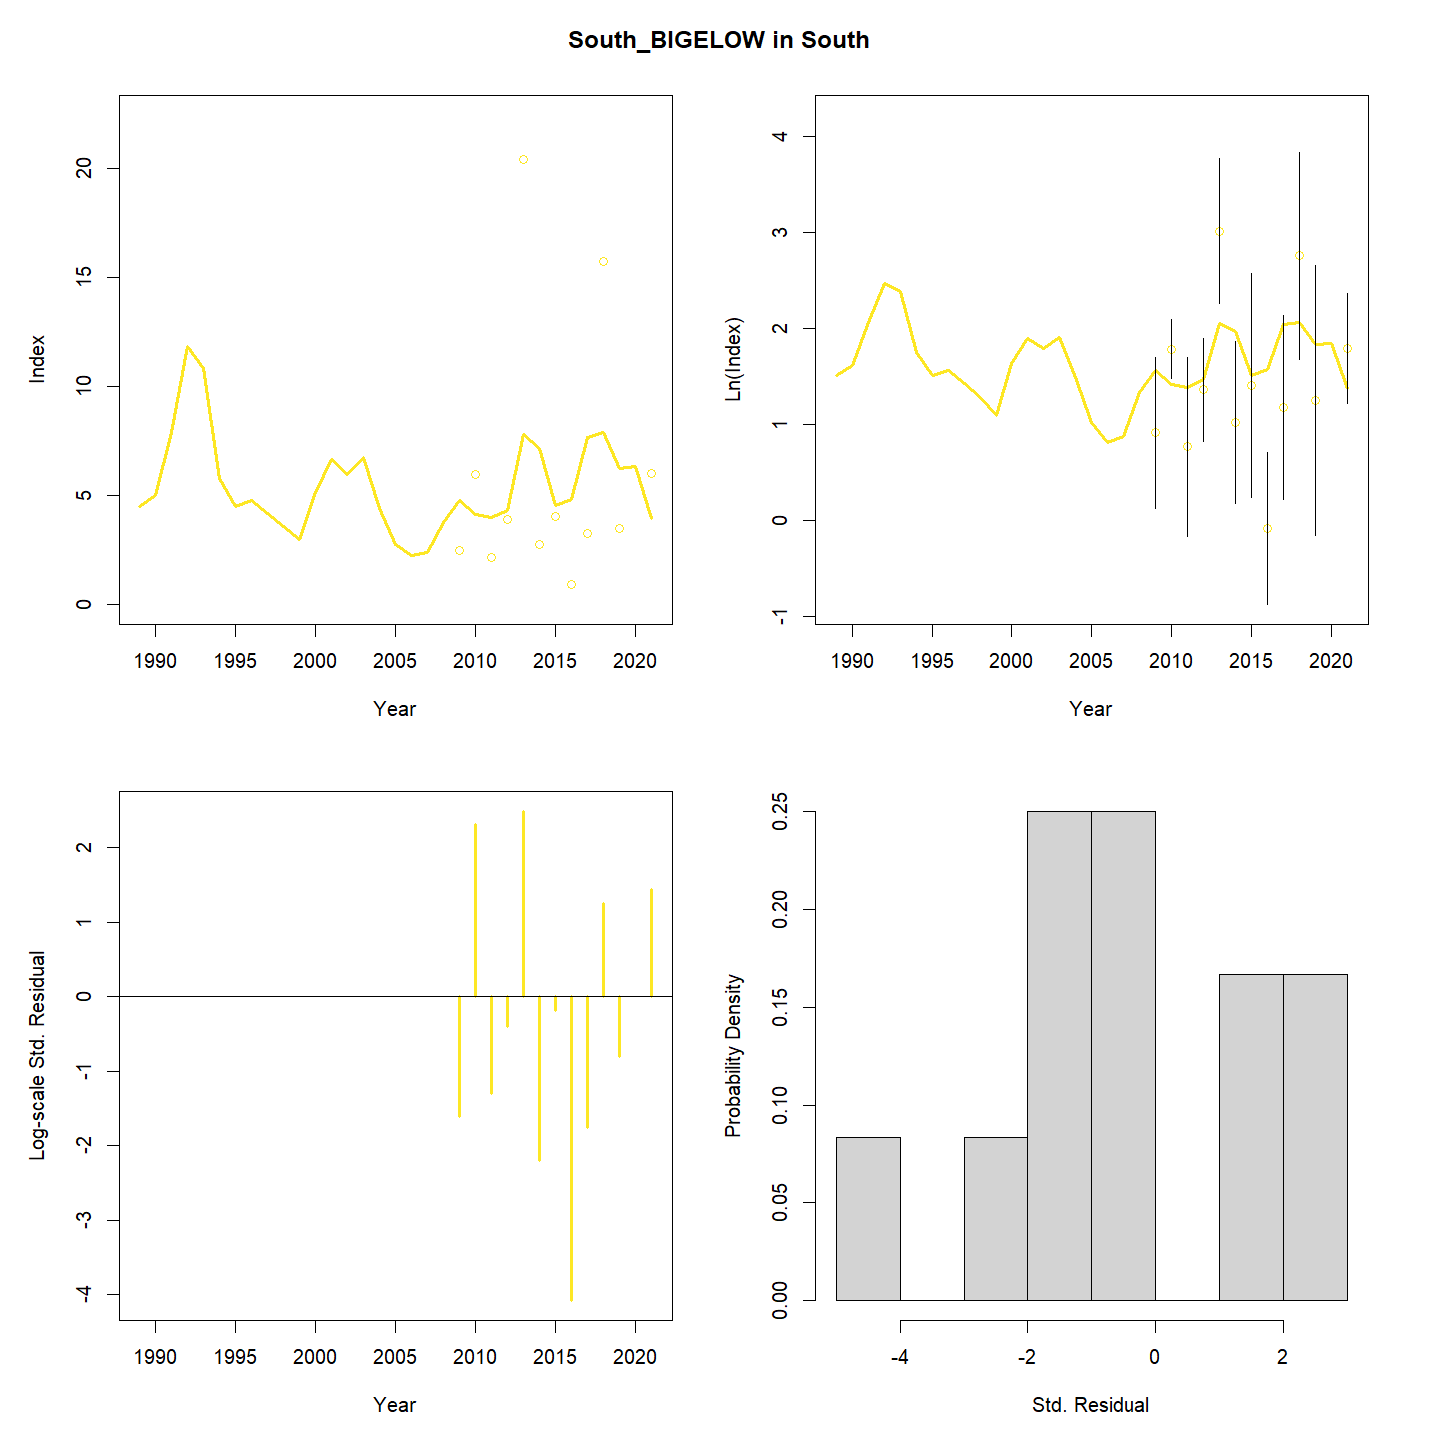 South_BIGELOW in South
Index
0
5
10
15
20
1990 1995 2000 2005 2010 2015 2020
Year
Ln(Index)
-1
0
1
2
3
4
1990 1995 2000 2005 2010 2015 2020
Year
Log-scale Std. Residual
-4
-3
-2
-1
0
1
2
1990 1995 2000 2005 2010 2015 2020
Year
Probability Density
0.00
0.05
0.10
0.15
0.20
0.25
-4 -2 0 2
Std. Residual